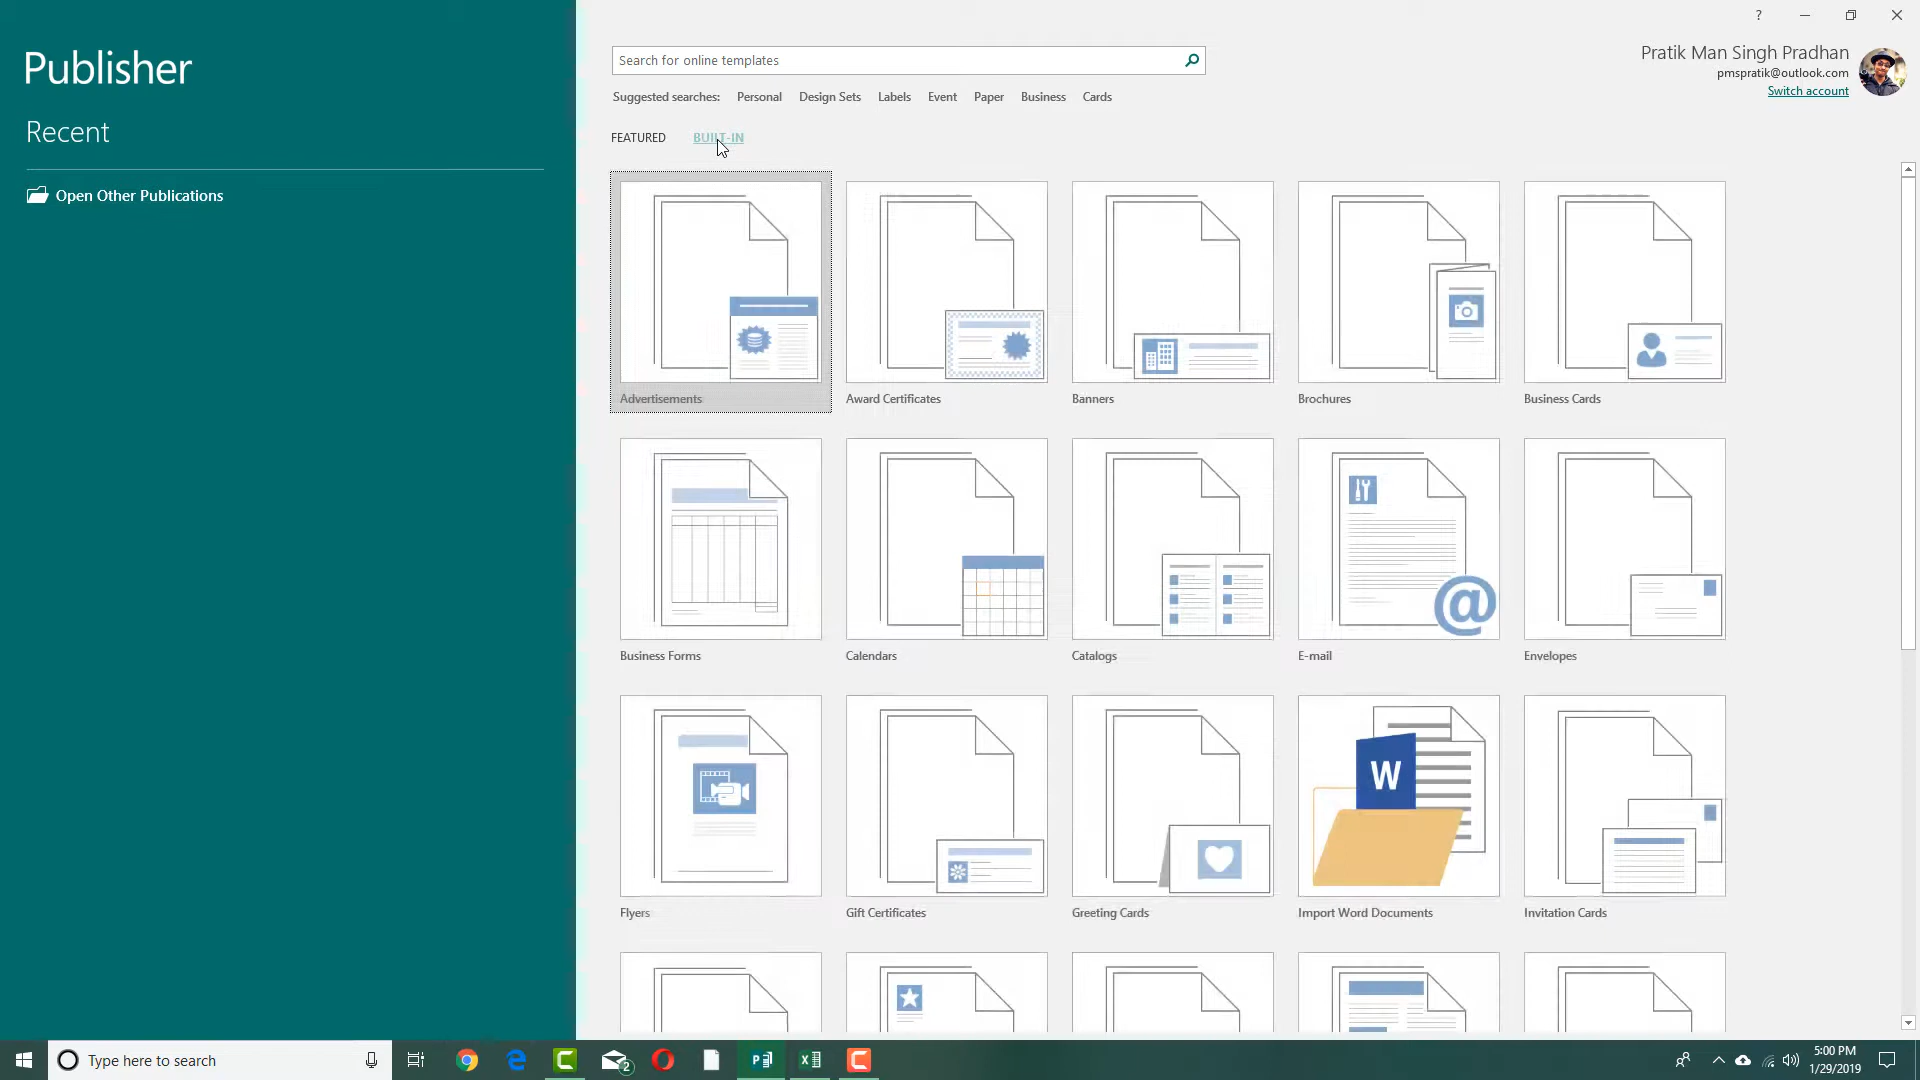 Publisher
Recent
Open Other Publications
?
Search for online templates
Suggested searches: Personal Design Sets Labels Event Paper Business Cards
Pratik Man Singh Pradhan
pmspratik@outlook.com
Switch account
FEATURED BUILT-IN
Advertisements Award Certificates Banners Brochures Business Cards
Business Forms Calendars Catalogs E-mail Envelopes
@
W
Flyers Gift Certificates Greeting Cards Import Word Documents Invitation Cards
Type here to search
2
5:00 PM
1/29/2019